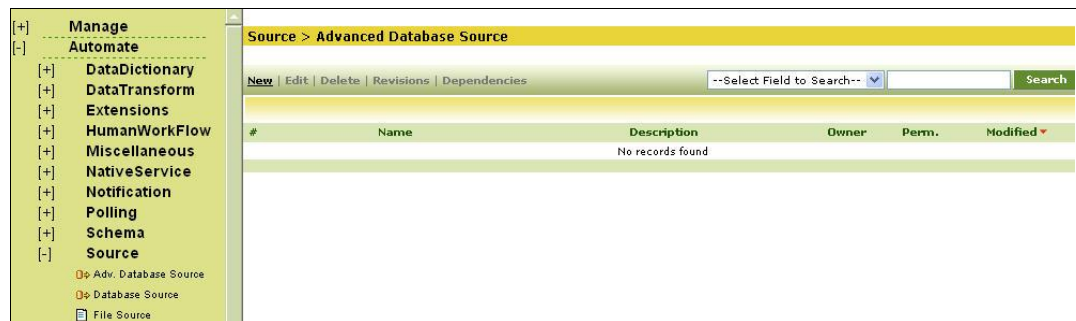 [+] Manage
[-] Automate
[+] DataDictionary
[+] DataTransform
[+] Extensions
[+] HumanWorkFlow
[+] Miscellaneous
[+] NativeService
[+] Notification
[+] Polling
[+] Schema
[-] Source
Adv. Database Source
Database Source
File Source
Source > Advanced Database Source
New | Edit | Delete | Revisions | Dependencies
--Select Field to Search-- Search
# Name Description Owner Perm. Modified
No records found